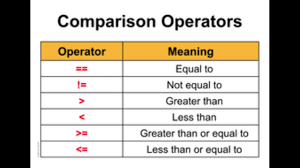 Comparison Operators
Operator Meaning
== Equal to
!= Not equal to
> Greater than
< Less than
>= Greater than or equal to
<= Less than or equal to